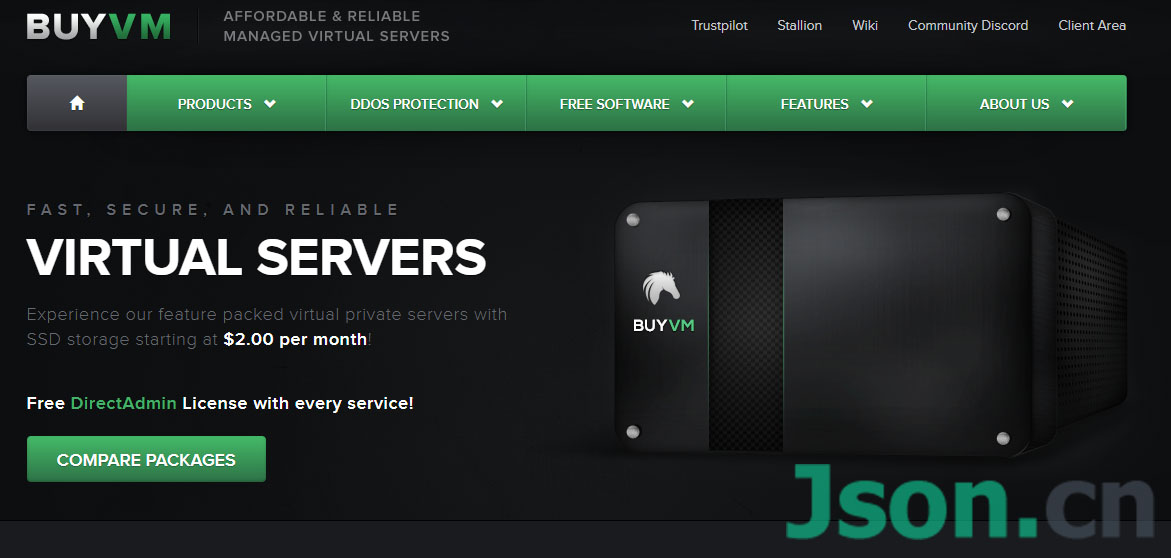 BUYVM
AFFORDABLE & RELIABLE
MANAGED VIRTUAL SERVERS
Trustpilot
Stallion
Wiki
Community Discord
Client Area
PRODUCTS
DDOS PROTECTION
FREE SOFTWARE
FEATURES
ABOUT US
FAST, SECURE, AND RELIABLE
VIRTUAL SERVERS
Experience our feature packed virtual private servers with
SSD storage starting at $2.00 per month!
Free DirectAdmin License with every service!
COMPARE PACKAGES
BUYVM
Json.cn